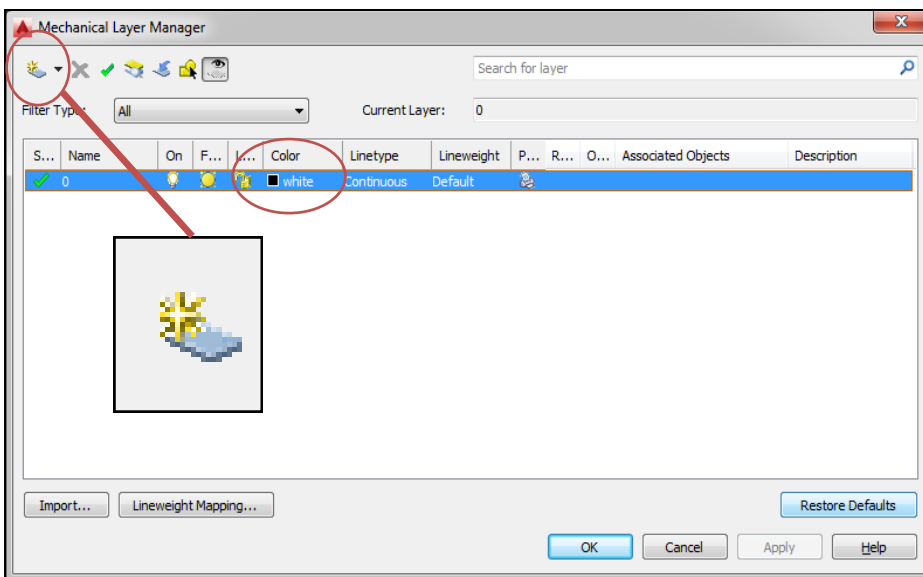 Mechanical Layer Manager
Search for layer
Filter Type: All Current Layer: 0
S... Name On F... L... Color Linetype Lineweight P... R... O... Associated Objects Description
0 white Continuous Default
Import... Lineweight Mapping... Restore Defaults
OK Cancel Apply Help